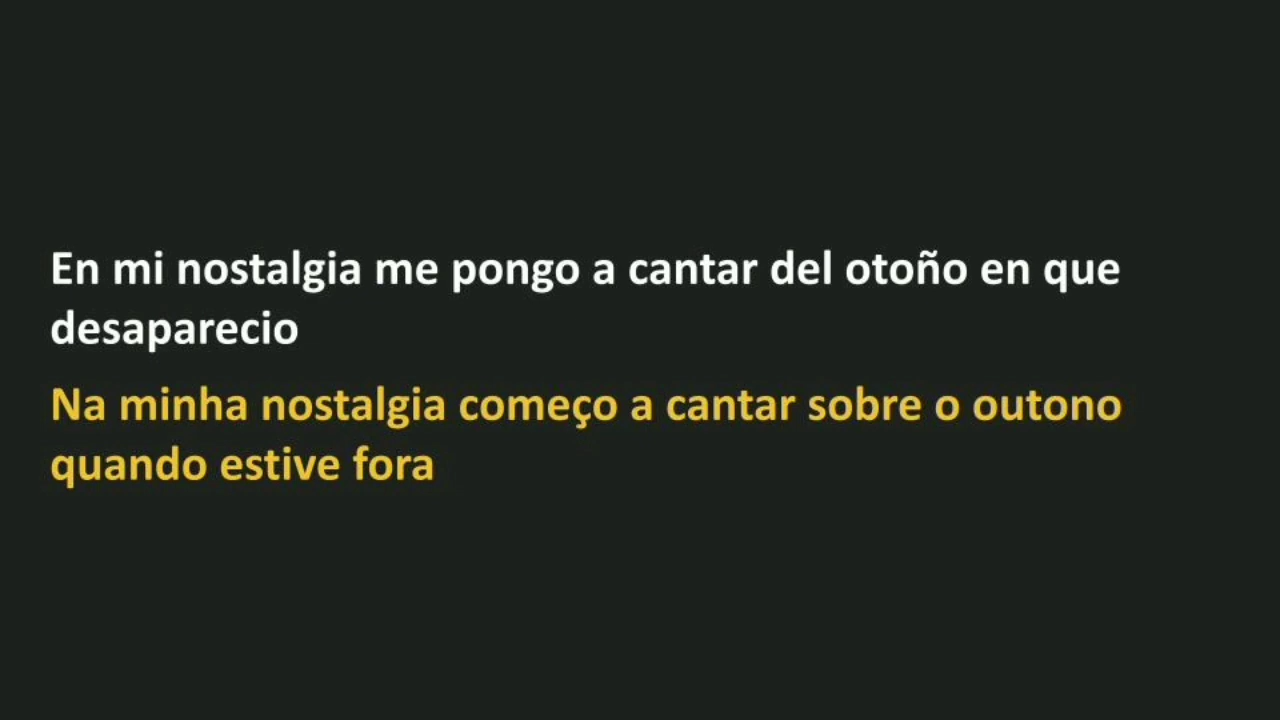 En mi nostalgia me pongo a cantar del otoño en que
desaparecio
Na minha nostalgia começo a cantar sobre o outono
quando estive fora